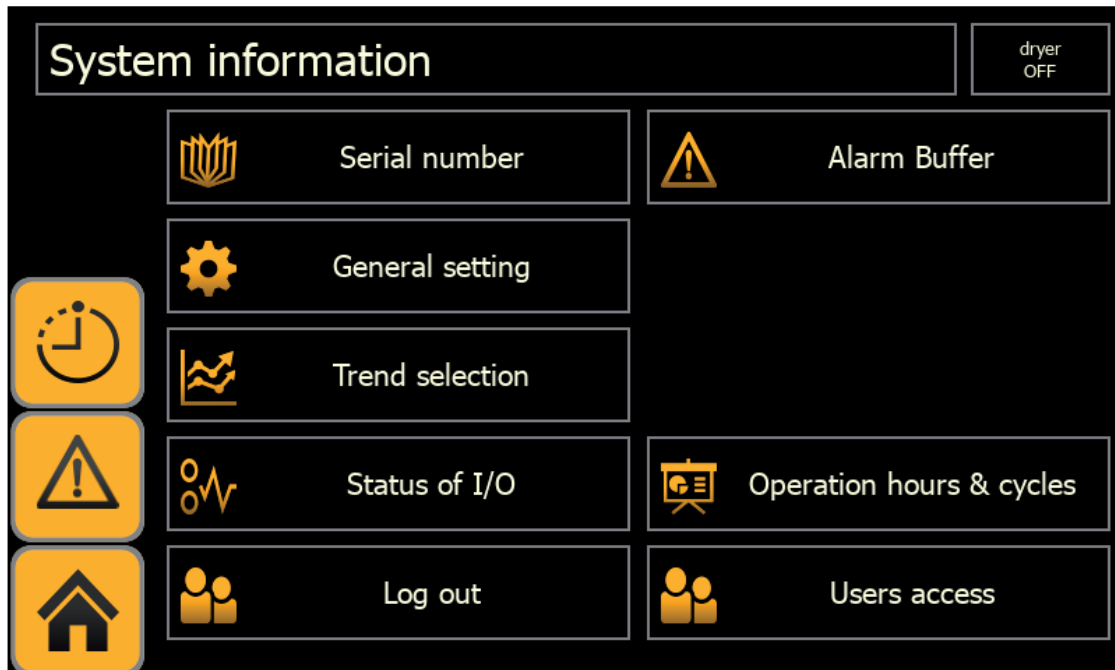 System information
dryer
OFF
Serial number
Alarm Buffer
General setting
Trend selection
Status of I/O
Operation hours & cycles
Log out
Users access